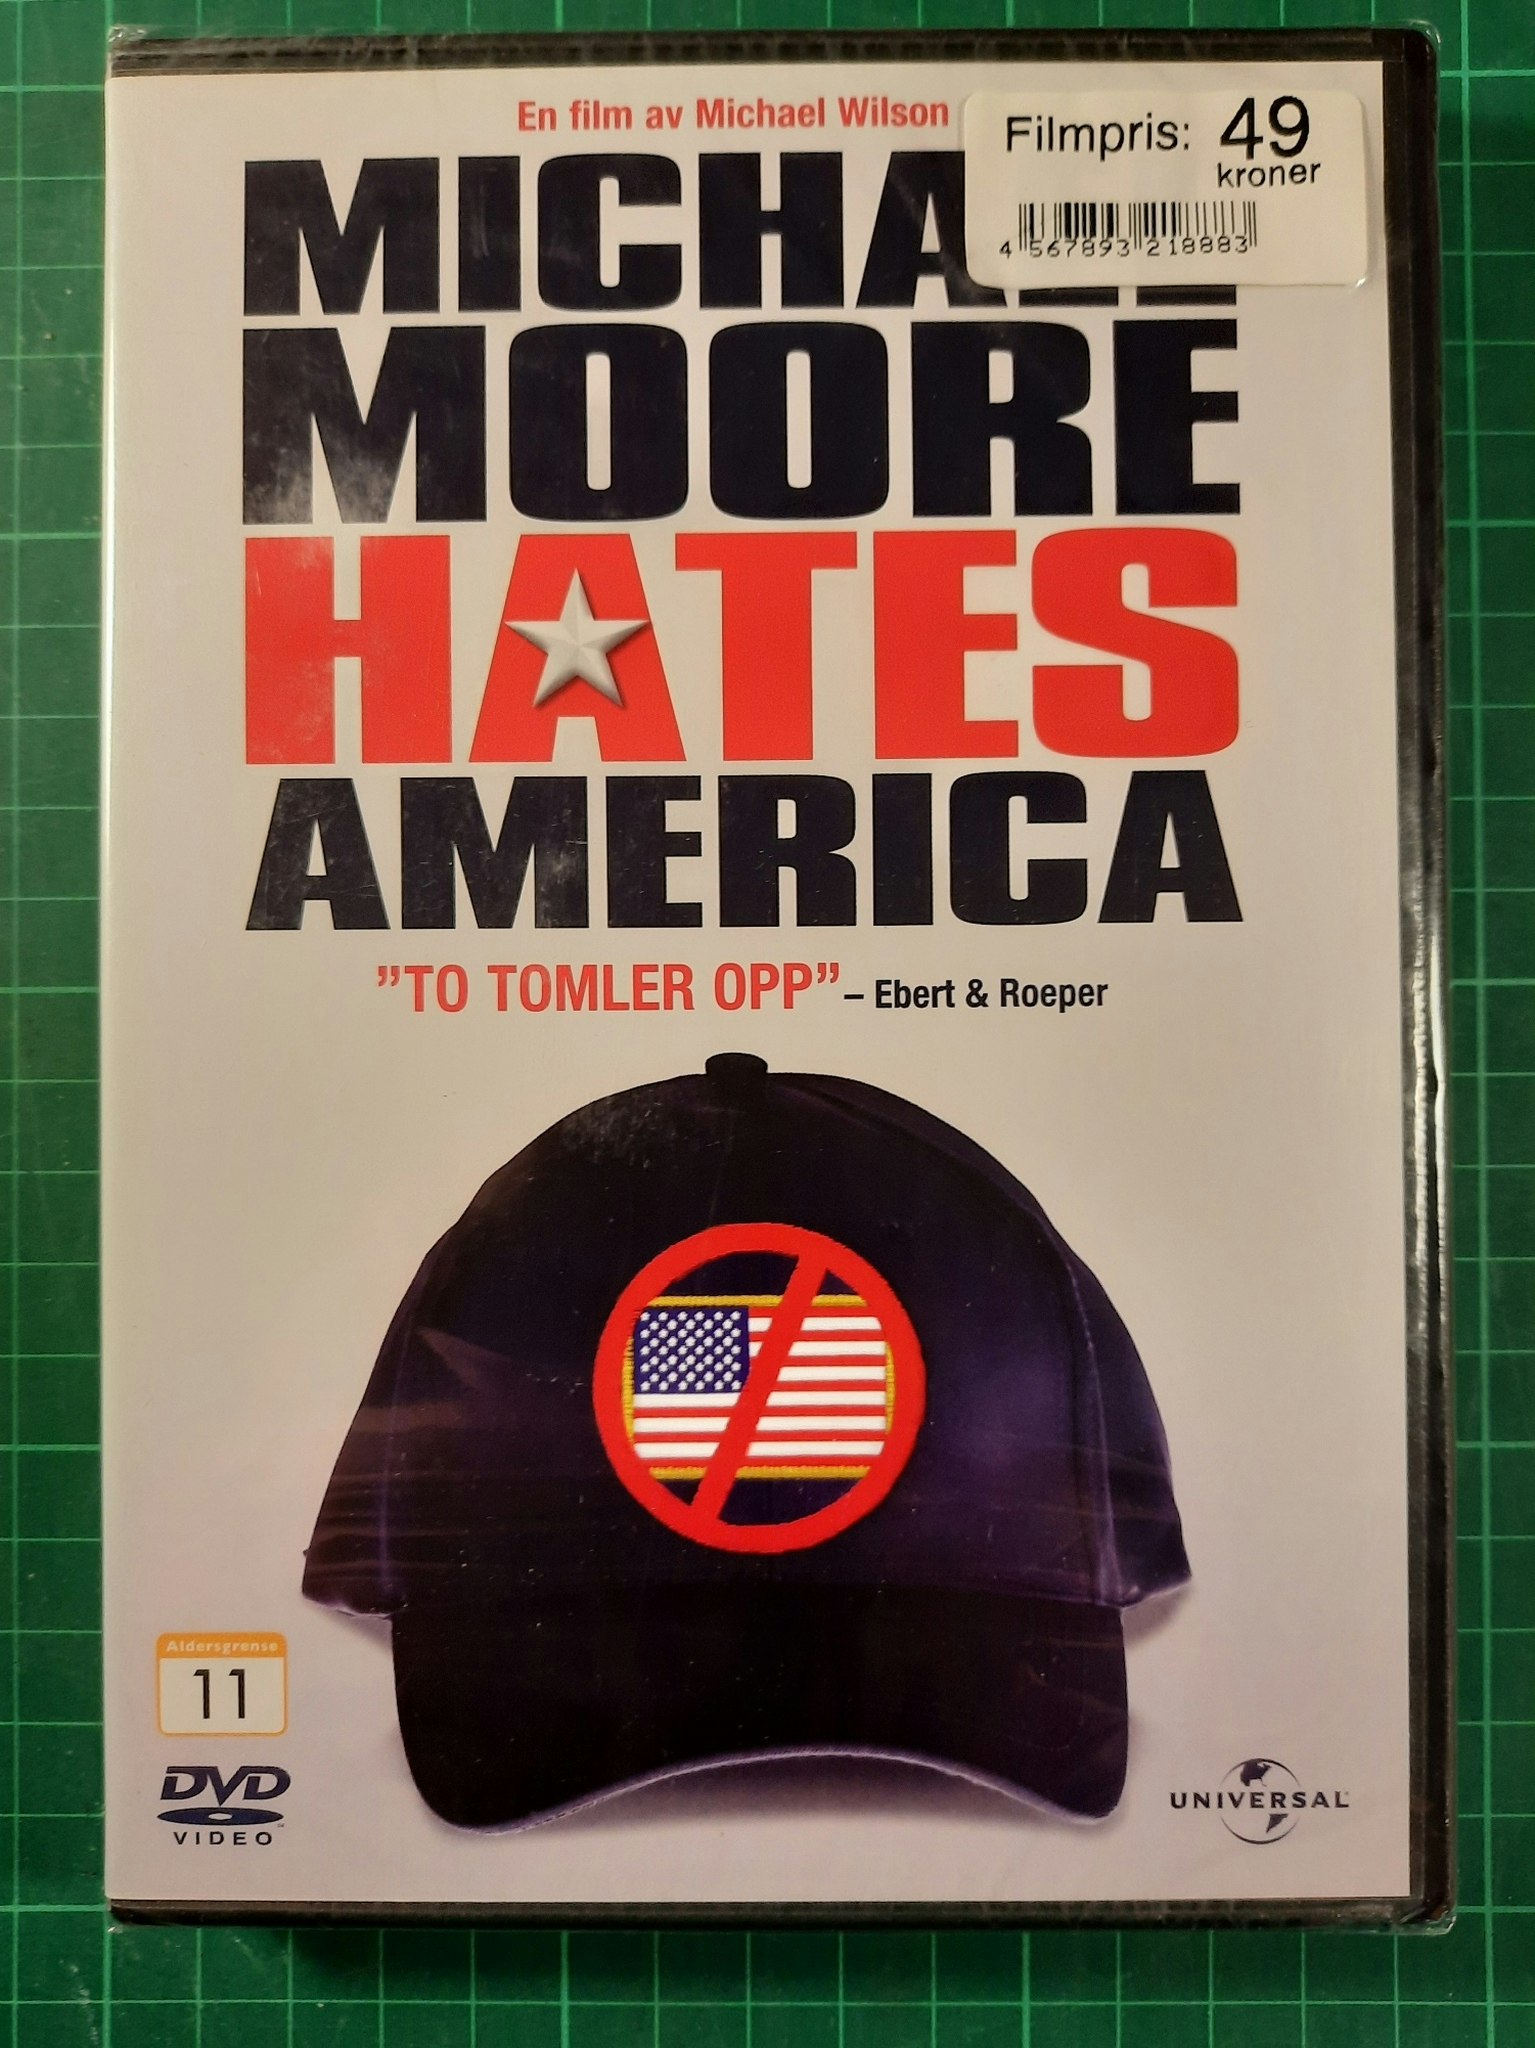 En film av Michael Wilson
Filmpris: 49
kroner
4 567893 218883
MICHAEL
MOORE
HATES
AMERICA
”TO TOMLER OPP” – Ebert & Roeper
Aldersgrense
11
DVD
VIDEO
UNIVERSAL